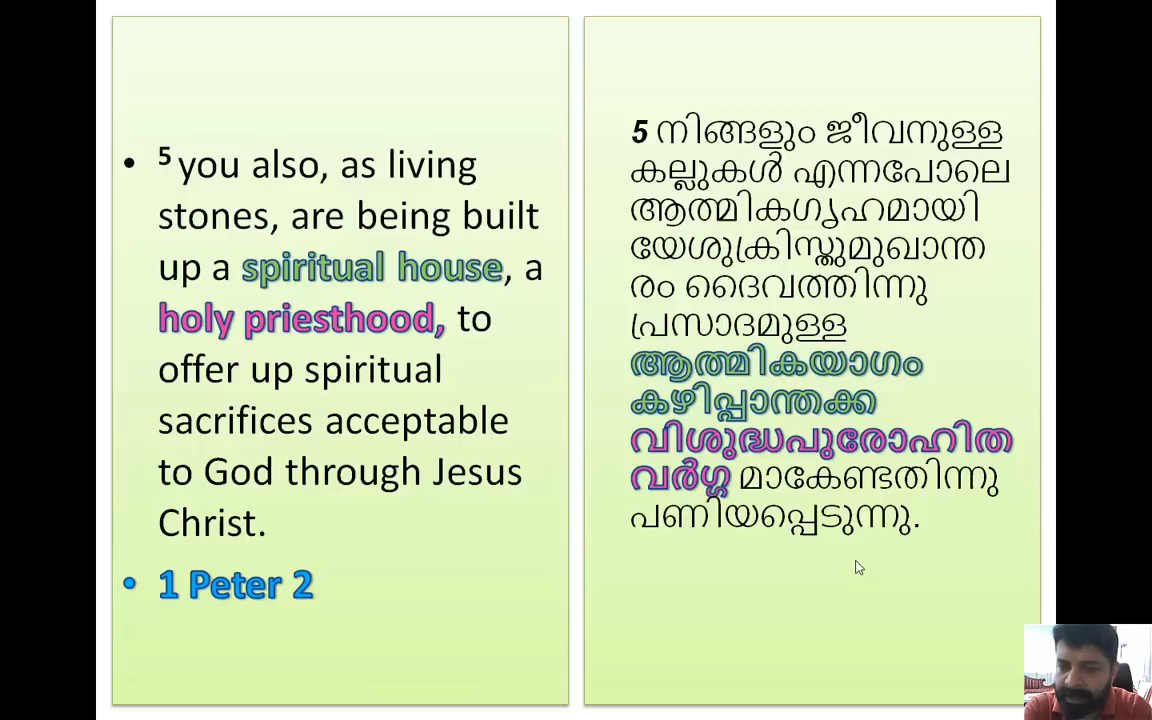 • 5 you also, as living
stones, are being built
up a spiritual house, a
holy priesthood, to
offer up spiritual
sacrifices acceptable
to God through Jesus
Christ.
• 1 Peter 2
5 നിങ്ങളും ജീവനുള്ള
കല്ലുകൾ എന്നപോലെ
ആത്മികഗൃഹമായി
യേശുക്രിസ്തുമുഖാന്ത
രം ദൈവത്തിന്നു
പ്രസാദമുള്ള
ആത്മികയാഗം
കഴിപ്പാന്തക്ക
വിശുദ്ധപുരോഹിത
വർഗ്ഗ മാകേണ്ടതിന്നു
പണിയപ്പെടുന്നു.